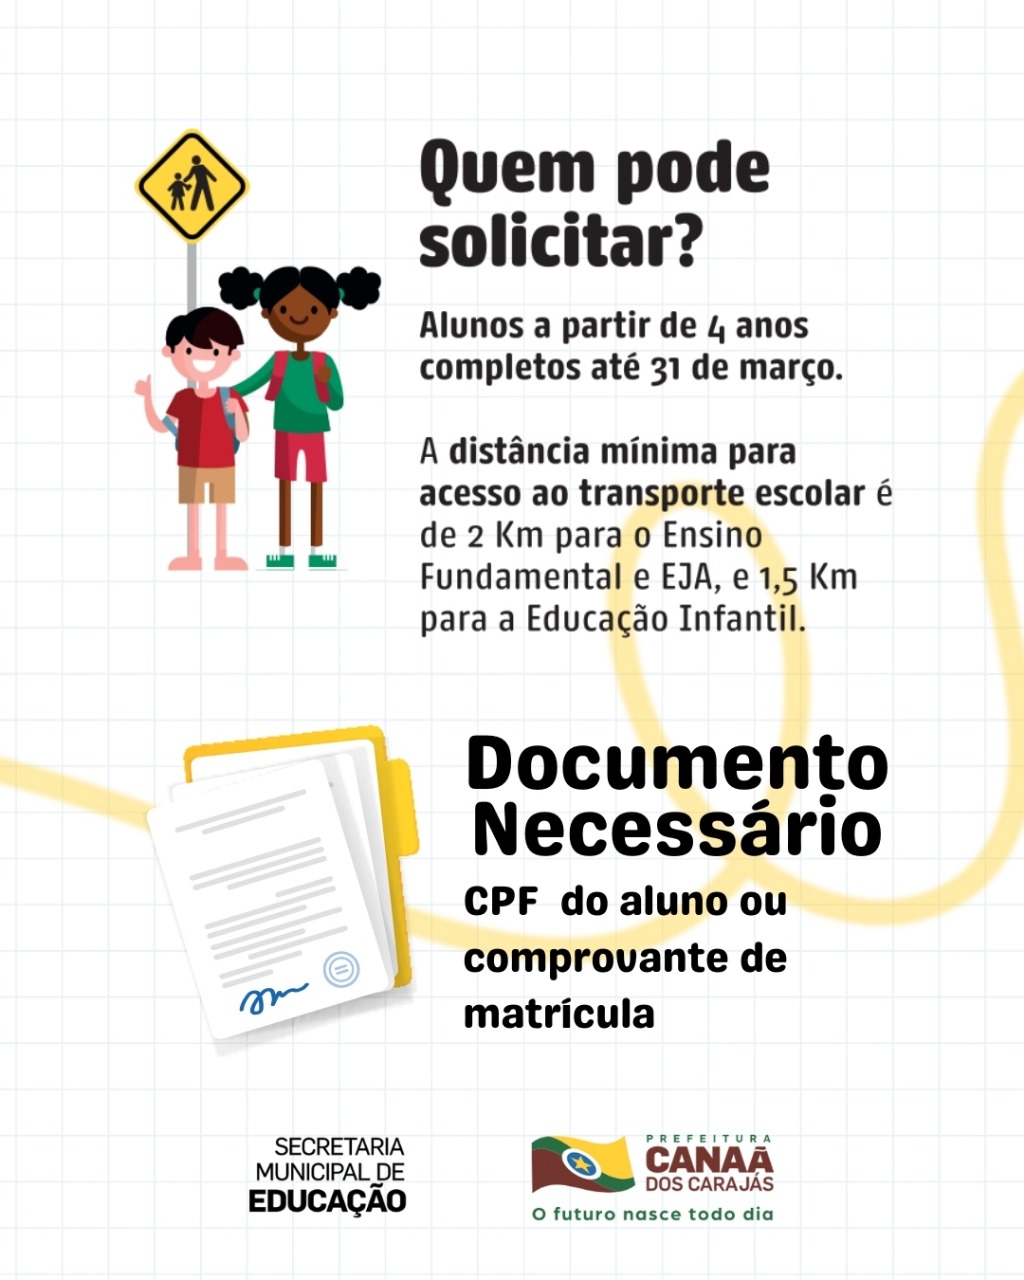 Quem pode
solicitar?
Alunos a partir de 4 anos
completos até 31 de março.
A distância mínima para
acesso ao transporte escolar é
de 2 Km para o Ensino
Fundamental e EJA, e 1,5 Km
para a Educação Infantil.
Documento
Necessário
CPF do aluno ou
comprovante de
matrícula
SECRETARIA
MUNICIPAL DE
EDUCAÇÃO
PREFEITURA
CANAÃ
DOS CARAJÁS
O futuro nasce todo dia